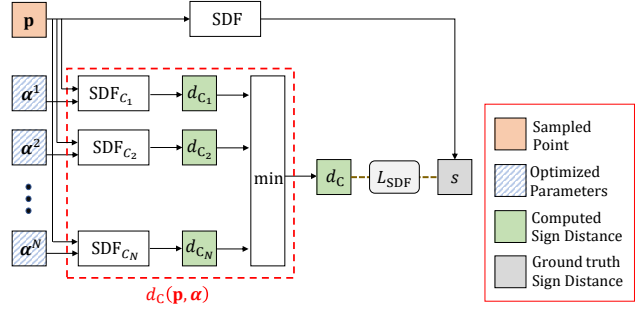 p
SDF
α¹
SDF_C₁
d_C₁
α²
SDF_C₂
d_C₂
min
d_C
L_SDF
s
α^N
SDF_C_N
d_C_N
d_C(p, α)
Sampled
Point
Optimized
Parameters
Computed
Sign Distance
Ground truth
Sign Distance